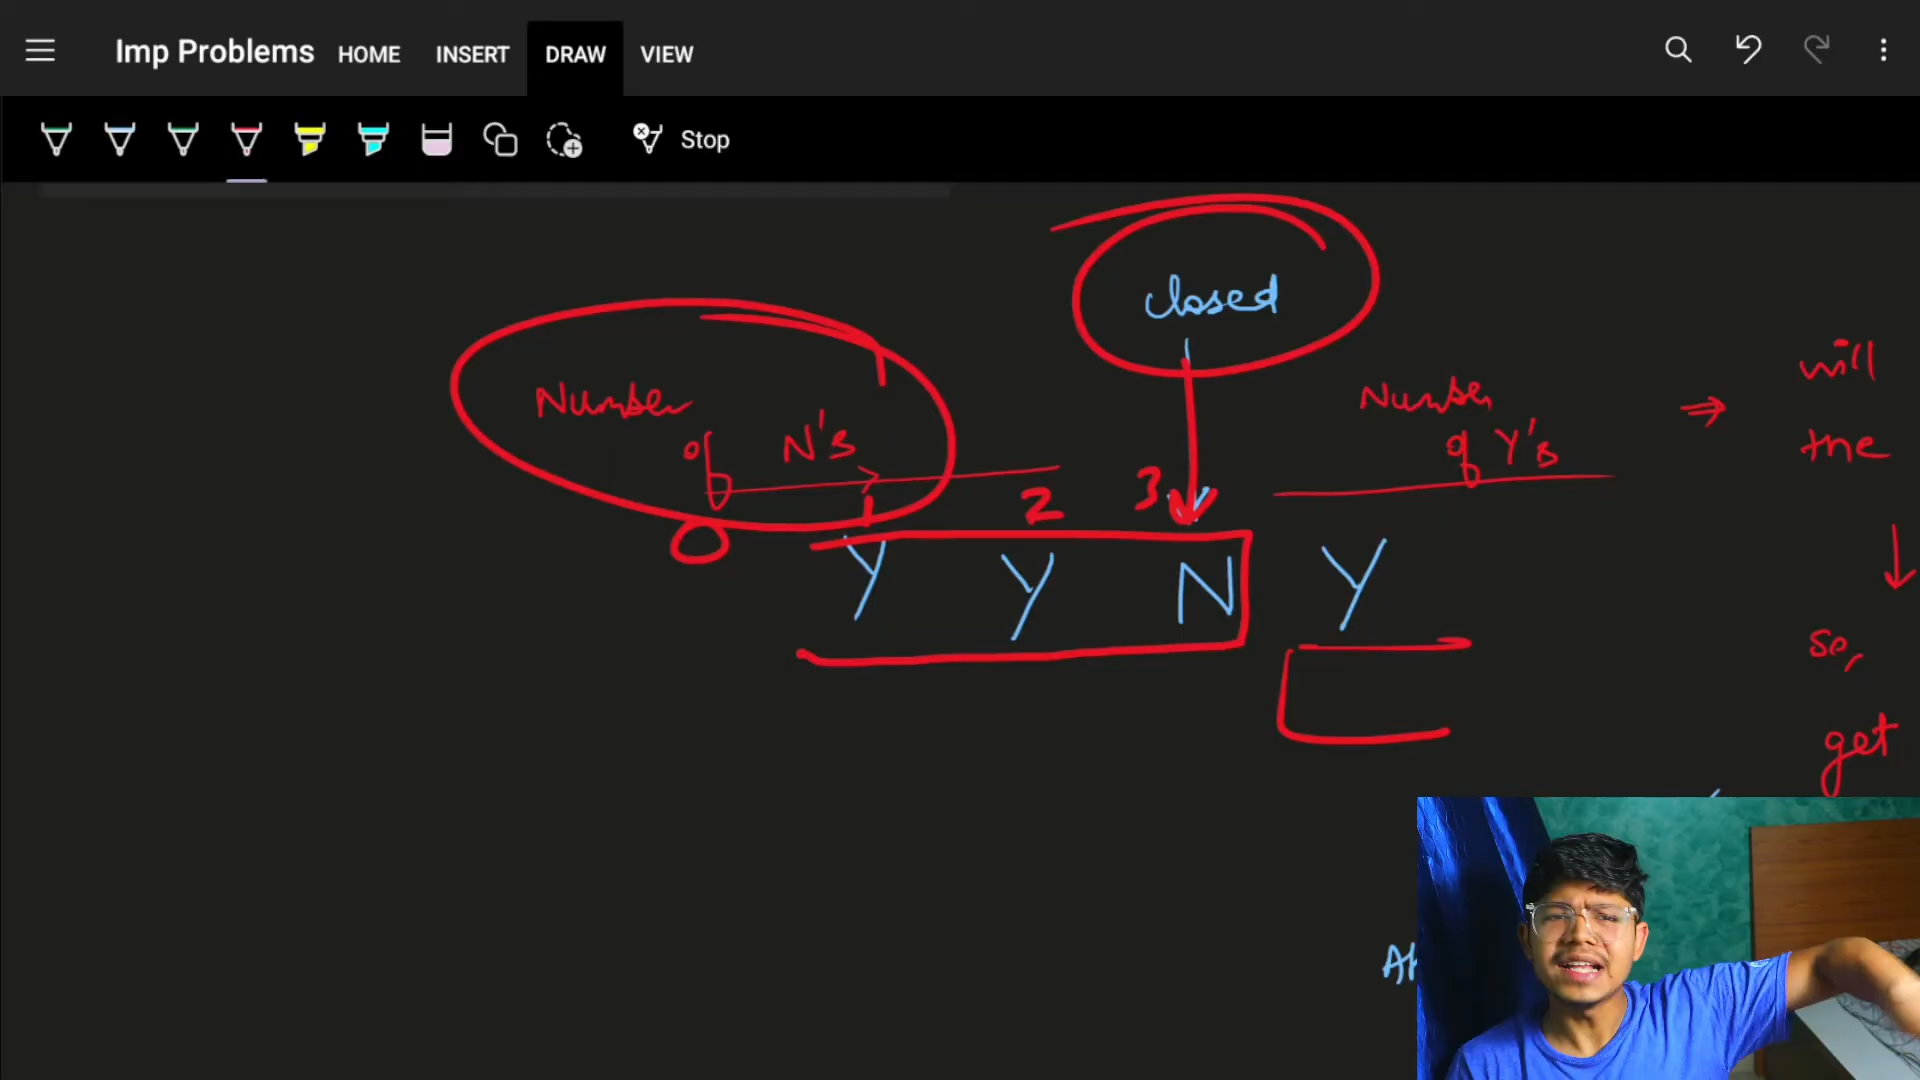 Imp Problems HOME INSERT DRAW VIEW
Stop
closed
Number
of N's
Number
of Y's
⇒ will
the
0 1 2 3
Y Y N Y
so,
get